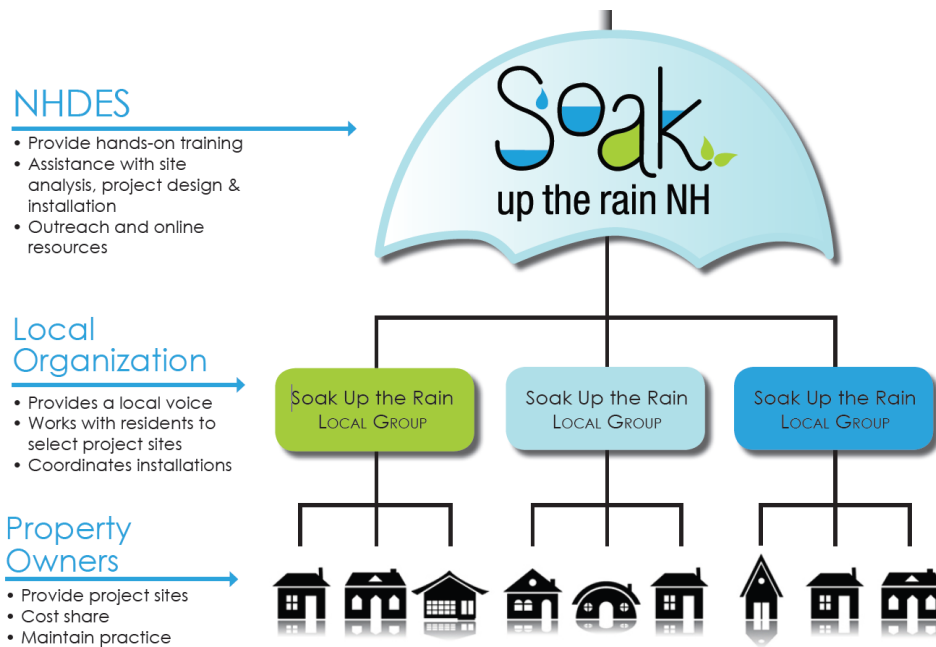 NHDES
• Provide hands-on training
• Assistance with site
analysis, project design &
installation
• Outreach and online
resources
Soak
up the rain NH
Local
Organization
• Provides a local voice
• Works with residents to
select project sites
• Coordinates installations
Soak Up the Rain
Local Group
Soak Up the Rain
Local Group
Soak Up the Rain
Local Group
Property
Owners
• Provide project sites
• Cost share
• Maintain practice